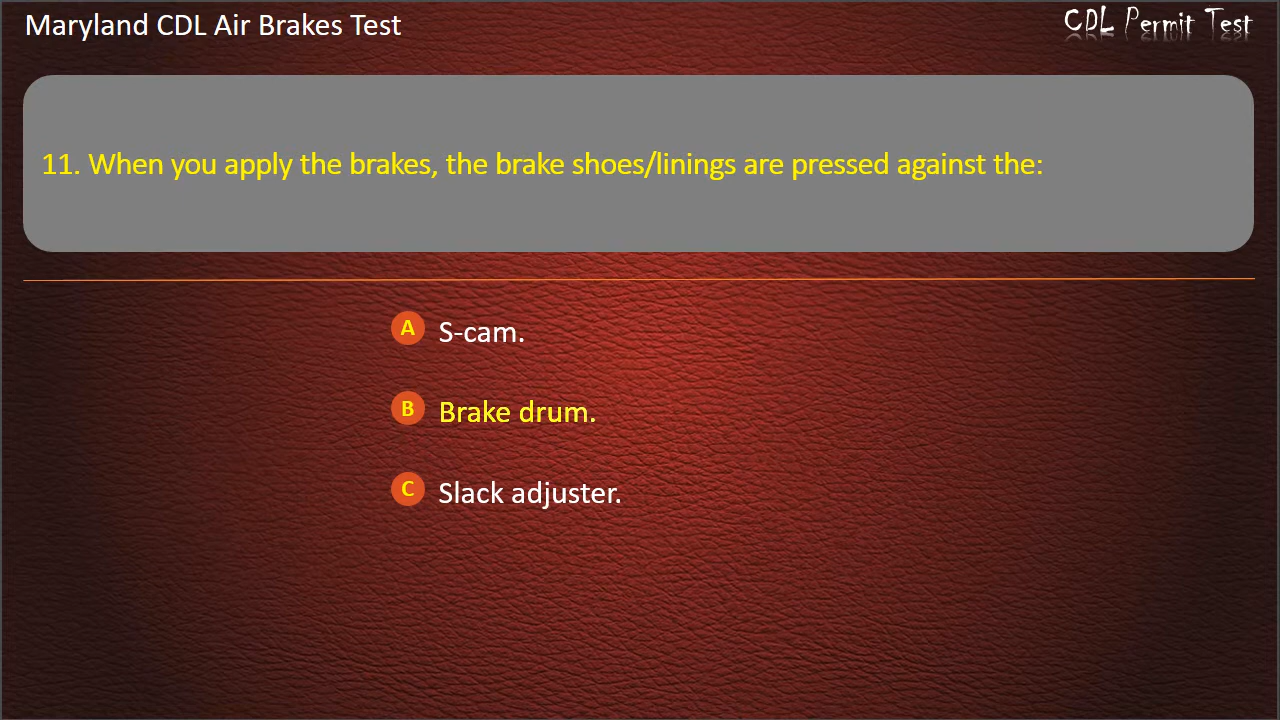 Maryland CDL Air Brakes Test
CDL Permit Test
11. When you apply the brakes, the brake shoes/linings are pressed against the:
A S-cam.
B Brake drum.
C Slack adjuster.